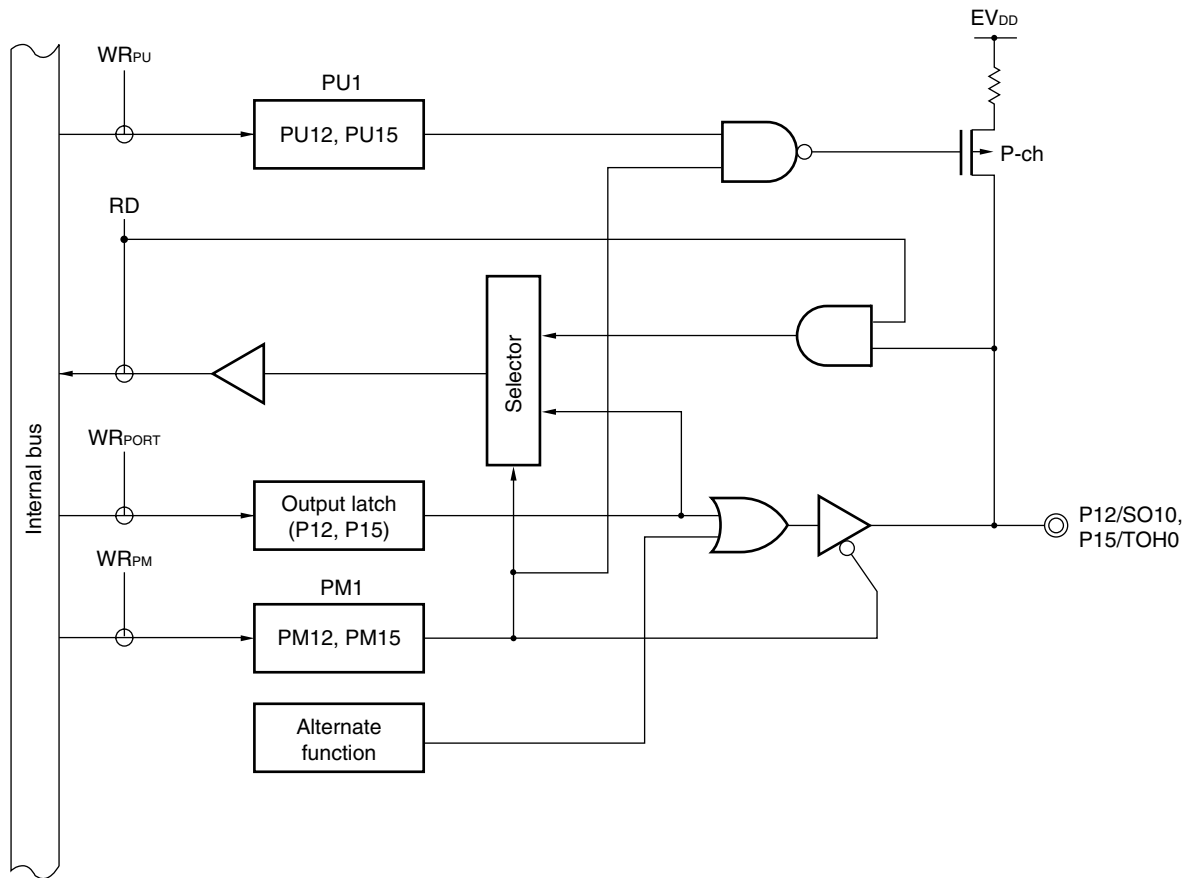 EVDD
WRPU
PU1
PU12, PU15
P-ch
RD
Selector
Internal bus
WRPORT
Output latch
(P12, P15)
P12/SO10,
P15/TOH0
WRPM
PM1
PM12, PM15
Alternate
function